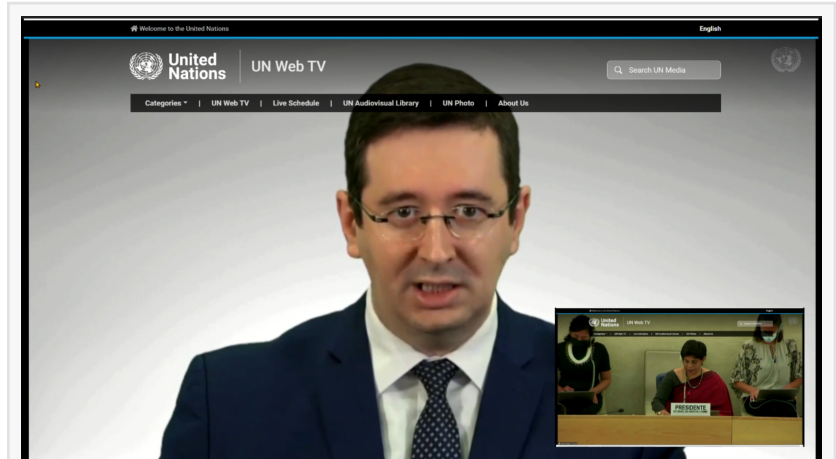 Welcome to the United Nations
English
United Nations
UN Web TV
Search UN Media
Categories | UN Web TV | Live Schedule | UN Audiovisual Library | UN Photo | About Us
United Nations
UN Web TV
PRESIDENTE